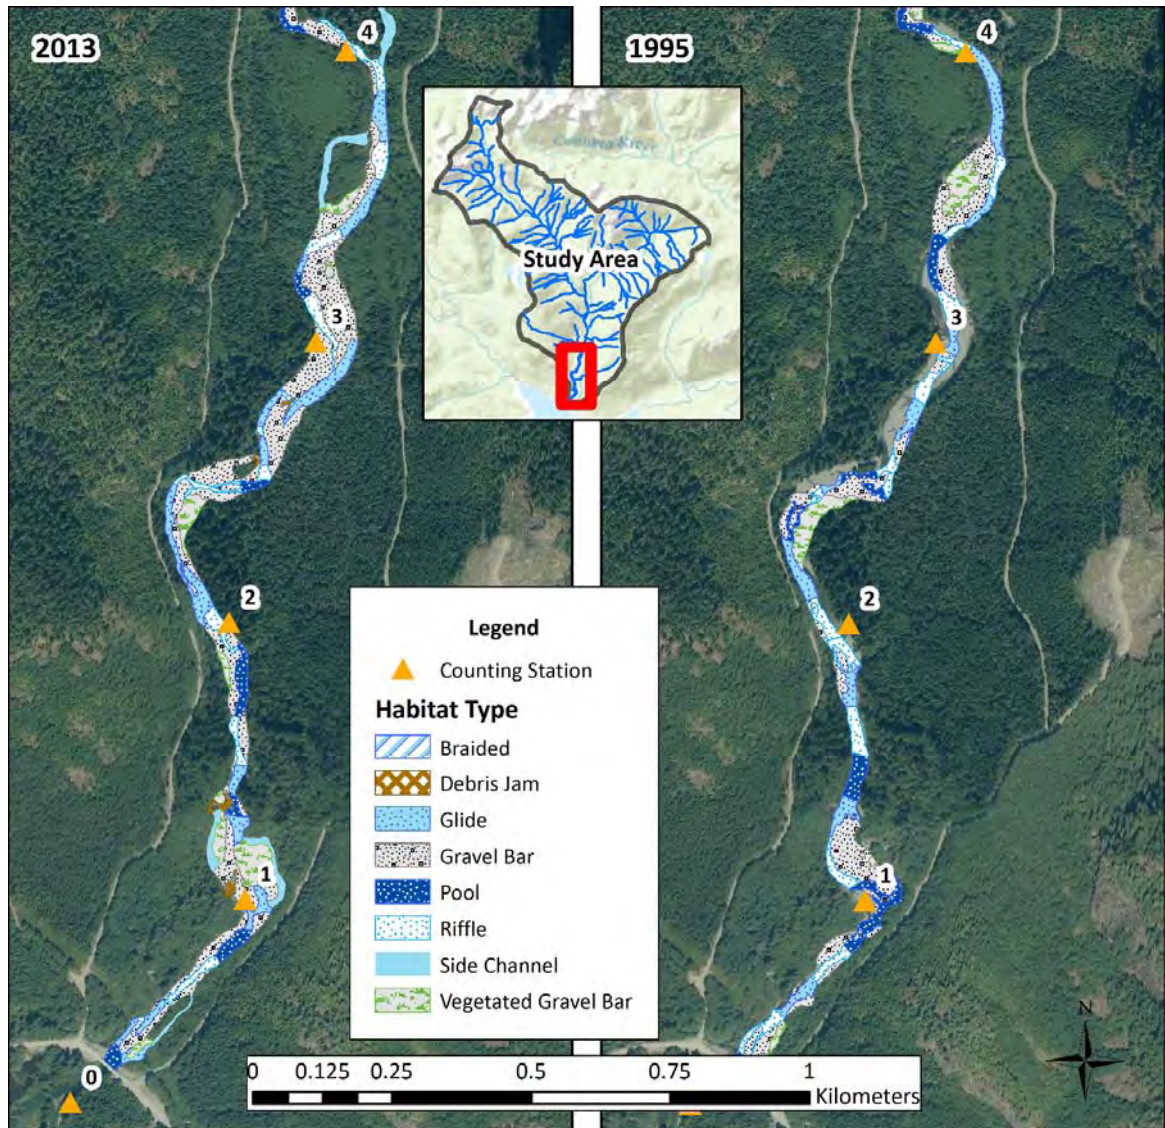 2013
4
1995
4
Study Area
3
3
2
2
Legend
Counting Station
Habitat Type
Braided
Debris Jam
Glide
Gravel Bar
Pool
Riffle
Side Channel
Vegetated Gravel Bar
1
1
N
0
0 0.125 0.25 0.5 0.75 1
Kilometers